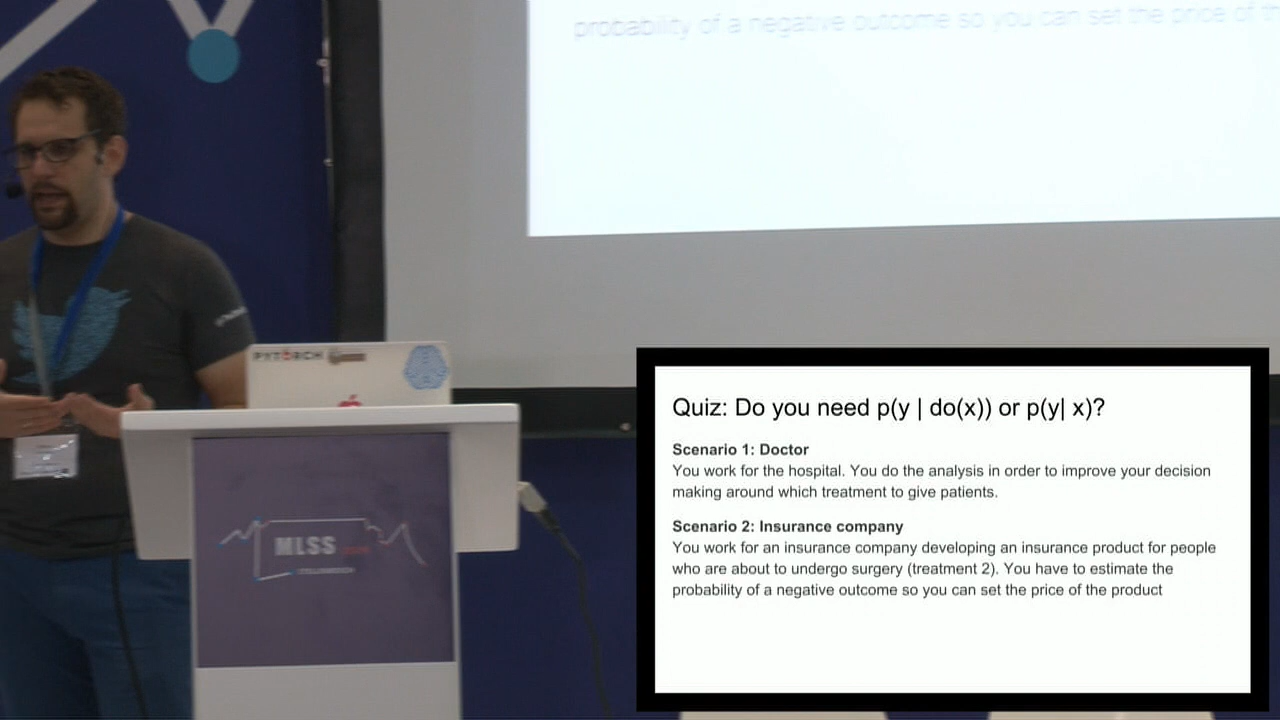 probability of a negative outcome so you can set the price of th
PYTORCH
MLSS
Quiz: Do you need p(y | do(x)) or p(y| x)?
Scenario 1: Doctor
You work for the hospital. You do the analysis in order to improve your decision
making around which treatment to give patients.
Scenario 2: Insurance company
You work for an insurance company developing an insurance product for people
who are about to undergo surgery (treatment 2). You have to estimate the
probability of a negative outcome so you can set the price of the product